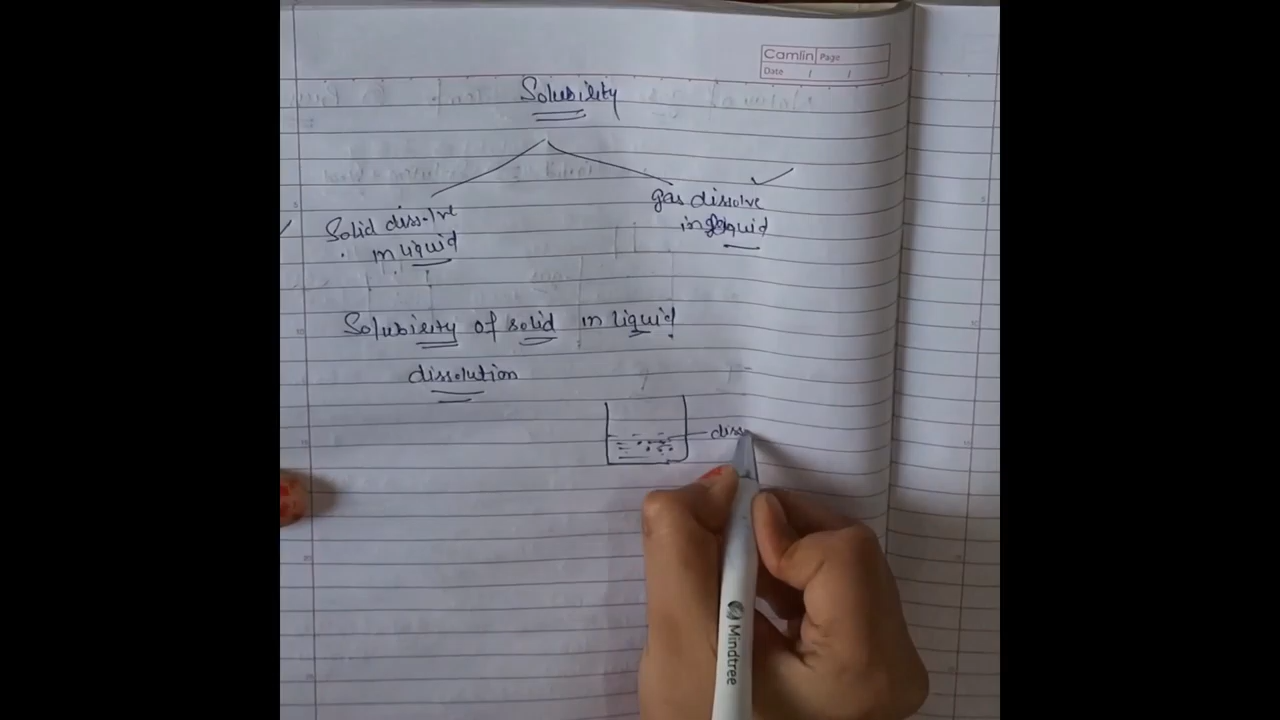 Camlin Page
Date / /
Solubility
Solid dissolve
in liquid
gas dissolve
in liquid
Solubility of solid in liquid
dissolution
diss
Mindtree